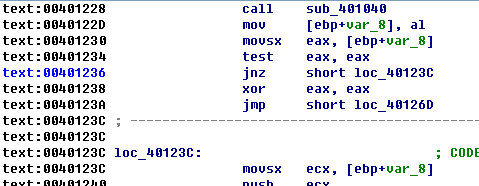 text:00401228 call sub_401040
text:0040122D mov [ebp+var_8], al
text:00401230 movsx eax, [ebp+var_8]
text:00401234 test eax, eax
text:00401236 jnz short loc_40123C
text:00401238 xor eax, eax
text:0040123A jmp short loc_40126D
text:0040123C ; ---------------------------------------------------
text:0040123C
text:0040123C loc_40123C: ; CODE
text:0040123C movsx ecx, [ebp+var_8]
text:00401240 push ecx